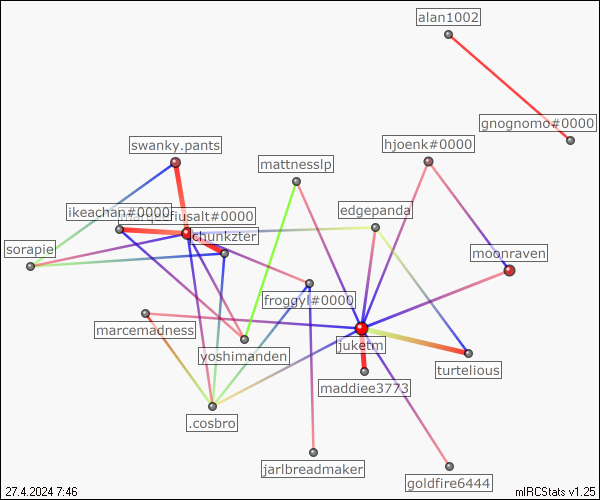 alan1002
gnognomo#0000
swanky.pants
hjoenk#0000
mattnesslp
ikeachan#0000
fiusalt#0000
edgepanda
chunkzter
sorapie
moonraven
froggyl#0000
marcemadness
juketm
yoshimanden
turtelious
maddiee3773
.cosbro
jarlbreadmaker
goldfire6444
27.4.2024 7:46
mIRCStats v1.25